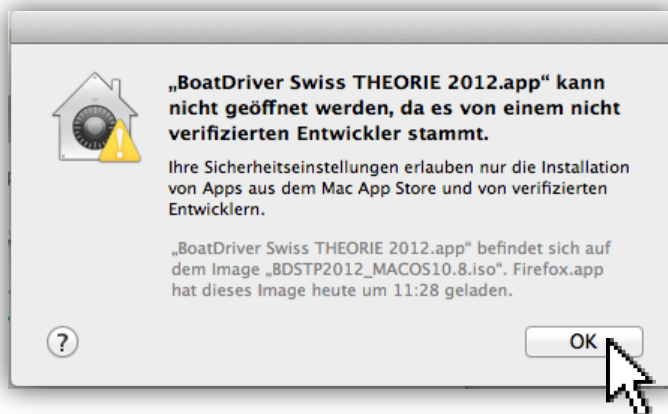 „BoatDriver Swiss THEORIE 2012.app“ kann
nicht geöffnet werden, da es von einem nicht
verifizierten Entwickler stammt.
Ihre Sicherheitseinstellungen erlauben nur die Installation
von Apps aus dem Mac App Store und von verifizierten
Entwicklern.
„BoatDriver Swiss THEORIE 2012.app“ befindet sich auf
dem Image „BDSTP2012_MACOS10.8.iso“. Firefox.app
hat dieses Image heute um 11:28 geladen.
?
OK